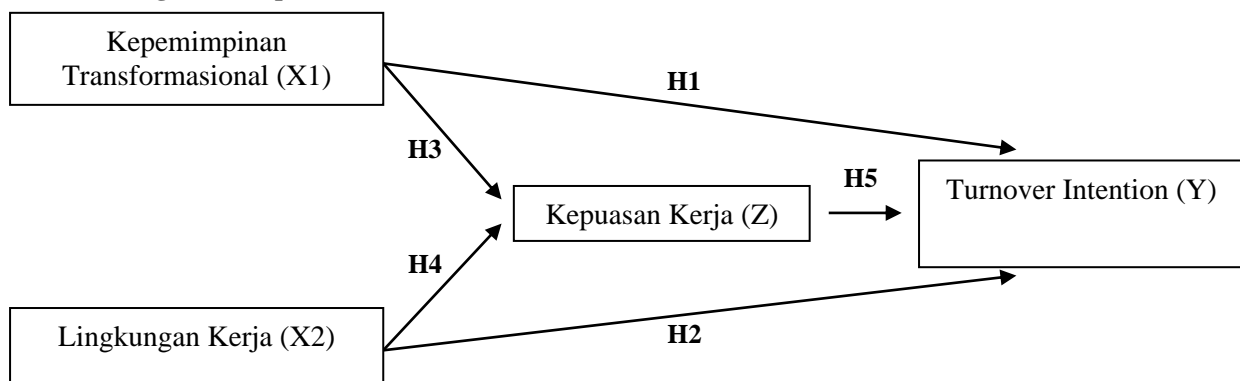 Kepemimpinan
Transformasional (X1)
H1
H3
H5
Turnover Intention (Y)
Kepuasan Kerja (Z)
H4
Lingkungan Kerja (X2)
H2